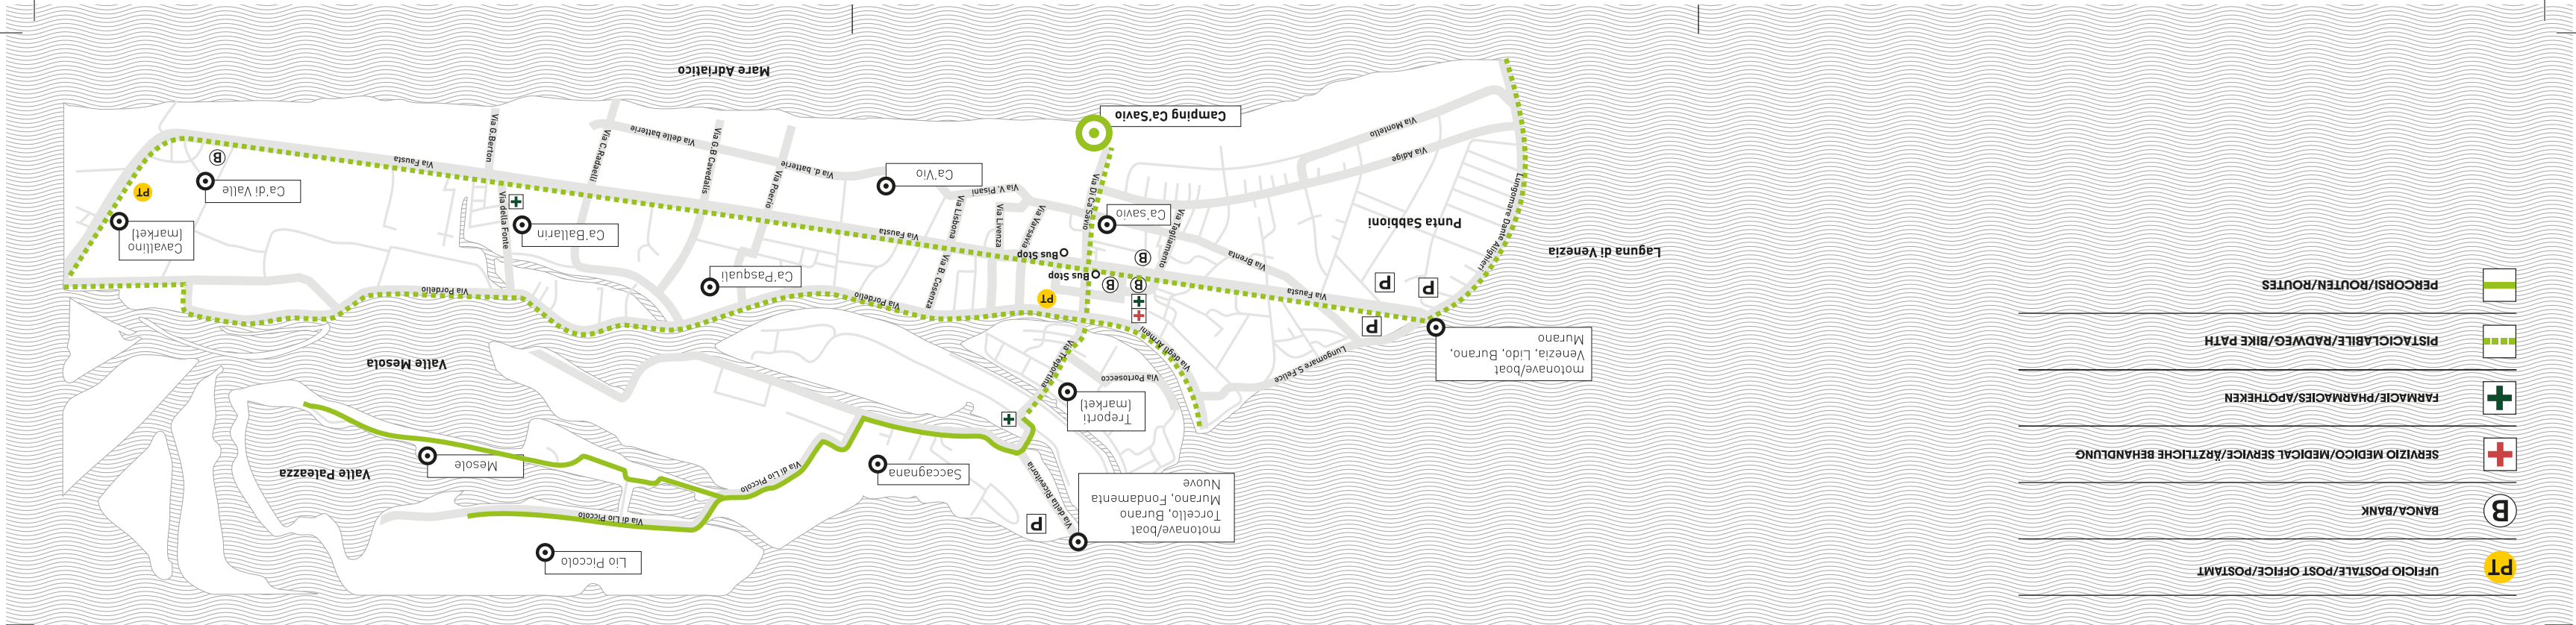 UFFICIO POSTALE/POST OFFICE/POSTAMT
PT
BANCA/BANK
B
SERVIZIO MEDICO/MEDICAL SERVICE/ÄRZTLICHE BEHANDLUNG
FARMACIE/PHARMACIES/APOTHEKEN
PISTACICLABILE/RADWEG/BIKE PATH
PERCORSI/ROUTEN/ROUTES
Lio Piccolo
motonave/boat
Torcello, Burano
Murano, Fondamenta
Nuove
P
Via della Ricevitoria
Via di Lio Piccolo
Via di Lio Piccolo
Saccagnana
Mesole
Valle Paleazza
Treporti
(market)
Via Portosecco
Via Treportina
Via degli Armeni
Lungomare S.Felice
Valle Mesola
motonave/boat
Venezia, Lido, Burano,
Murano
P
P
P
Via Fausta
PT
B
B
B
Via Pordelio
Via Pordelio
Ca'Pasquali
Bus Stop
Bus Stop
Laguna di Venezia
Lungomare Dante Alighieri
Punta Sabbioni
Via Brenta
Via Tagliamento
Ca'savio
Via Di Ca'Savio
Via Varsavia
Via Livenza
Via Lisbona
Via B. Cosenza
Via Fausta
Ca'Ballarin
Via della Fonte
Cavallino
(market)
PT
Ca'di Valle
B
Via V. Pisani
Ca'Vio
Via d. batterie
Via Poerio
Via G.B Cavedalis
Via delle batterie
Via C.Radaelli
Via G.Berton
Via Fausta
Via Adige
Via Montello
Camping Ca'Savio
Mare Adriatico